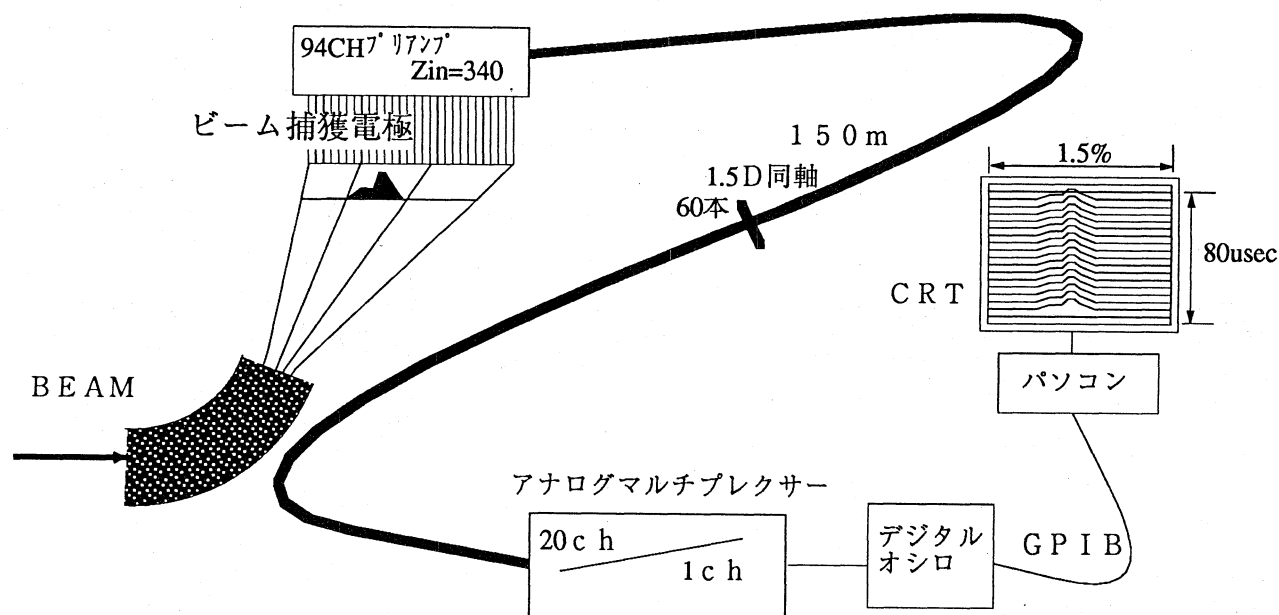 94CHプリアンプ
Zin=340
ビーム捕獲電極
150m
1.5D同軸
60本
1.5%
80usec
CRT
パソコン
BEAM
アナログマルチプレクサー
20ch
1ch
デジタル
オシロ
GPIB